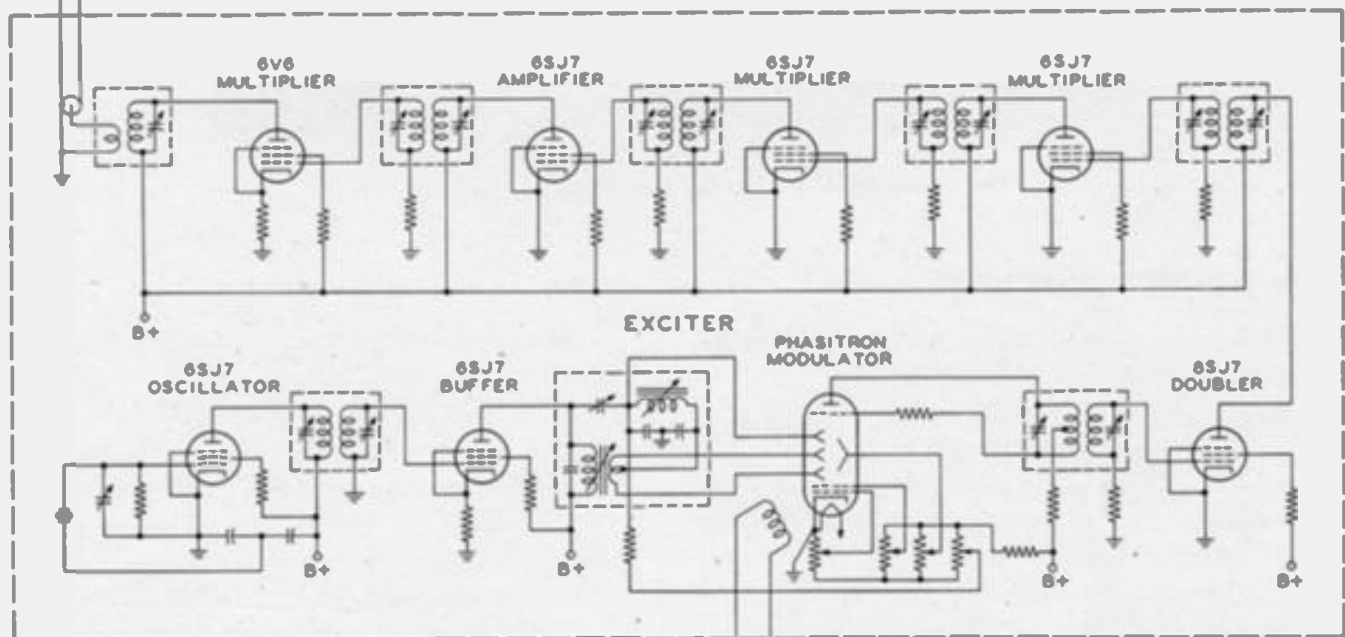 6V6
MULTIPLIER
6SJ7
AMPLIFIER
6SJ7
MULTIPLIER
6SJ7
MULTIPLIER
B+
EXCITER
6SJ7
OSCILLATOR
6SJ7
BUFFER
PHASITRON
MODULATOR
6SJ7
DOUBLER
B+
B+
B+
B+